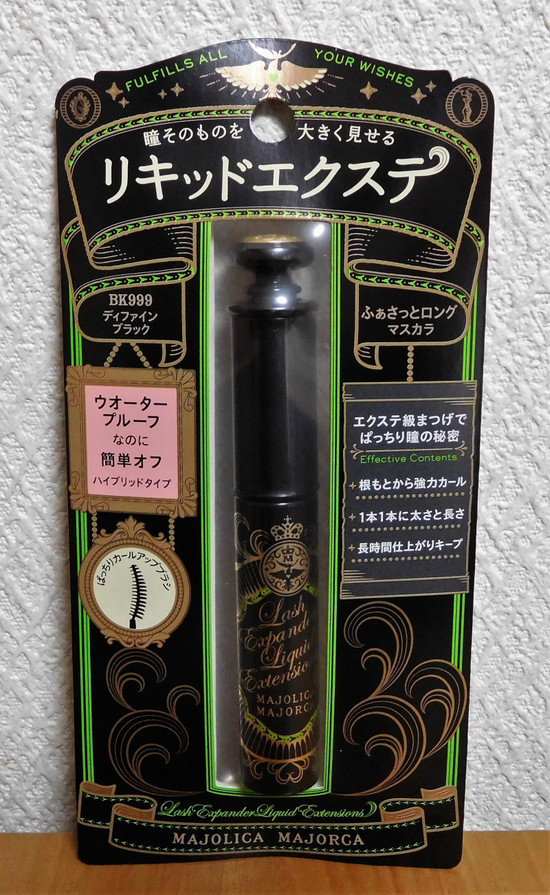 FULFILLS ALL YOUR WISHES
瞳そのものを 大きく見せる
リキッドエクステ
BK999
ディファイン
ブラック
ふぁさっとロング
マスカラ
ウオーター
プルーフ
なのに
簡単オフ
ハイブリッドタイプ
エクステ級まつげで
ぱっちり瞳の秘密
Effective Contents
根もとから強力カール
1本1本に太さと長さ
長時間仕上がりキープ
ぱっちりカールアップブラシ
M
Lash
Expande
Liquid
Extensio
MAJOLICA
MAJORCA
Lash Expander Liquid Extensions
MAJOLICA MAJORCA